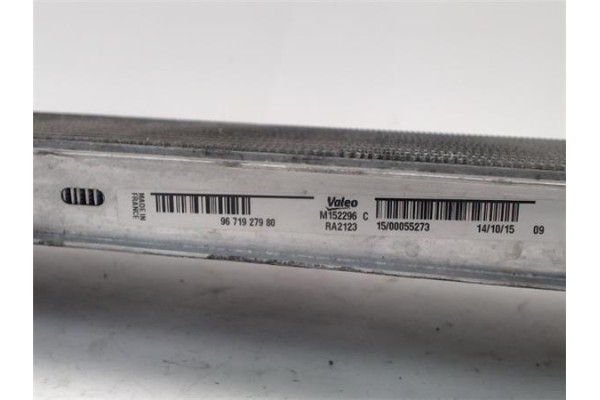 MADE IN
FRANCE
96 719 279 80
Valeo
M152296 C
RA2123
15/00055273
14/10/15 09